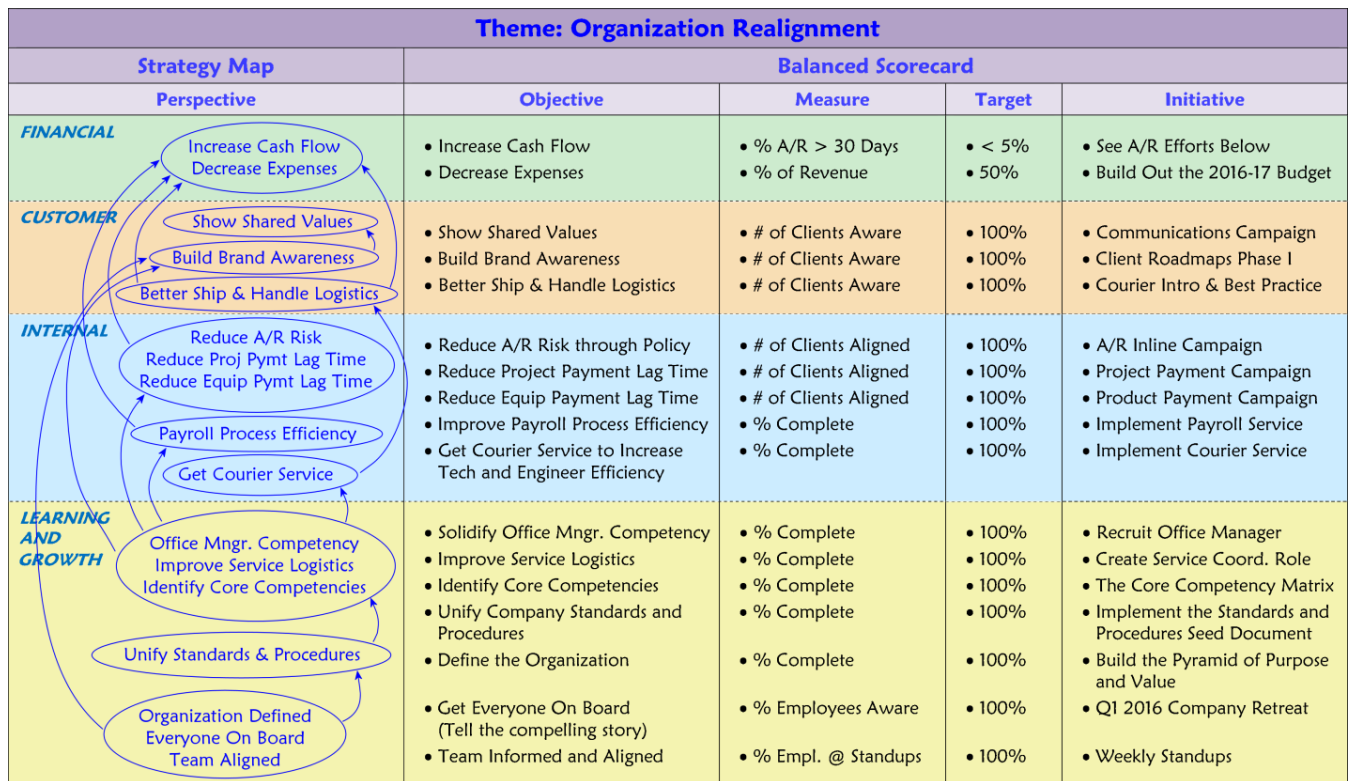 Theme: Organization Realignment
Strategy Map
Balanced Scorecard
Perspective
Objective
Measure
Target
Initiative
FINANCIAL
Increase Cash Flow
Decrease Expenses
• Increase Cash Flow
• % A/R > 30 Days
• < 5%
• See A/R Efforts Below
• Decrease Expenses
• % of Revenue
• 50%
• Build Out the 2016-17 Budget
CUSTOMER
Show Shared Values
Build Brand Awareness
Better Ship & Handle Logistics
• Show Shared Values
• # of Clients Aware
• 100%
• Communications Campaign
• Build Brand Awareness
• # of Clients Aware
• 100%
• Client Roadmaps Phase I
• Better Ship & Handle Logistics
• # of Clients Aware
• 100%
• Courier Intro & Best Practice
INTERNAL
Reduce A/R Risk
Reduce Proj Pymt Lag Time
Reduce Equip Pymt Lag Time
Payroll Process Efficiency
Get Courier Service
• Reduce A/R Risk through Policy
• # of Clients Aligned
• 100%
• A/R Inline Campaign
• Reduce Project Payment Lag Time
• # of Clients Aligned
• 100%
• Project Payment Campaign
• Reduce Equip Payment Lag Time
• # of Clients Aligned
• 100%
• Product Payment Campaign
• Improve Payroll Process Efficiency
• % Complete
• 100%
• Implement Payroll Service
• Get Courier Service to Increase
Tech and Engineer Efficiency
• % Complete
• 100%
• Implement Courier Service
LEARNING
AND
GROWTH
Office Mngr. Competency
Improve Service Logistics
Identify Core Competencies
Unify Standards & Procedures
Organization Defined
Everyone On Board
Team Aligned
• Solidify Office Mngr. Competency
• % Complete
• 100%
• Recruit Office Manager
• Improve Service Logistics
• % Complete
• 100%
• Create Service Coord. Role
• Identify Core Competencies
• % Complete
• 100%
• The Core Competency Matrix
• Unify Company Standards and
Procedures
• % Complete
• 100%
• Implement the Standards and
Procedures Seed Document
• Define the Organization
• % Complete
• 100%
• Build the Pyramid of Purpose
and Value
• Get Everyone On Board
(Tell the compelling story)
• % Employees Aware
• 100%
• Q1 2016 Company Retreat
• Team Informed and Aligned
• % Empl. @ Standups
• 100%
• Weekly Standups